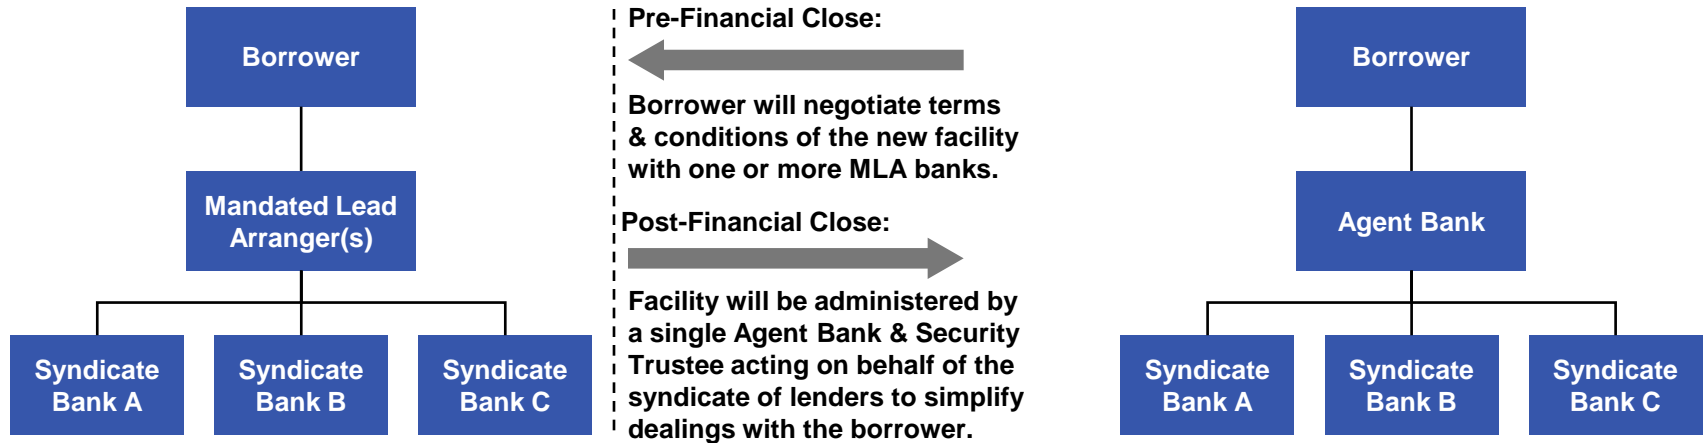 Borrower
Mandated Lead
Arranger(s)
Syndicate
Bank A
Syndicate
Bank B
Syndicate
Bank C
Pre-Financial Close:
Borrower will negotiate terms
& conditions of the new facility
with one or more MLA banks.
Post-Financial Close:
Facility will be administered by
a single Agent Bank & Security
Trustee acting on behalf of the
syndicate of lenders to simplify
dealings with the borrower.
Borrower
Agent Bank
Syndicate
Bank A
Syndicate
Bank B
Syndicate
Bank C